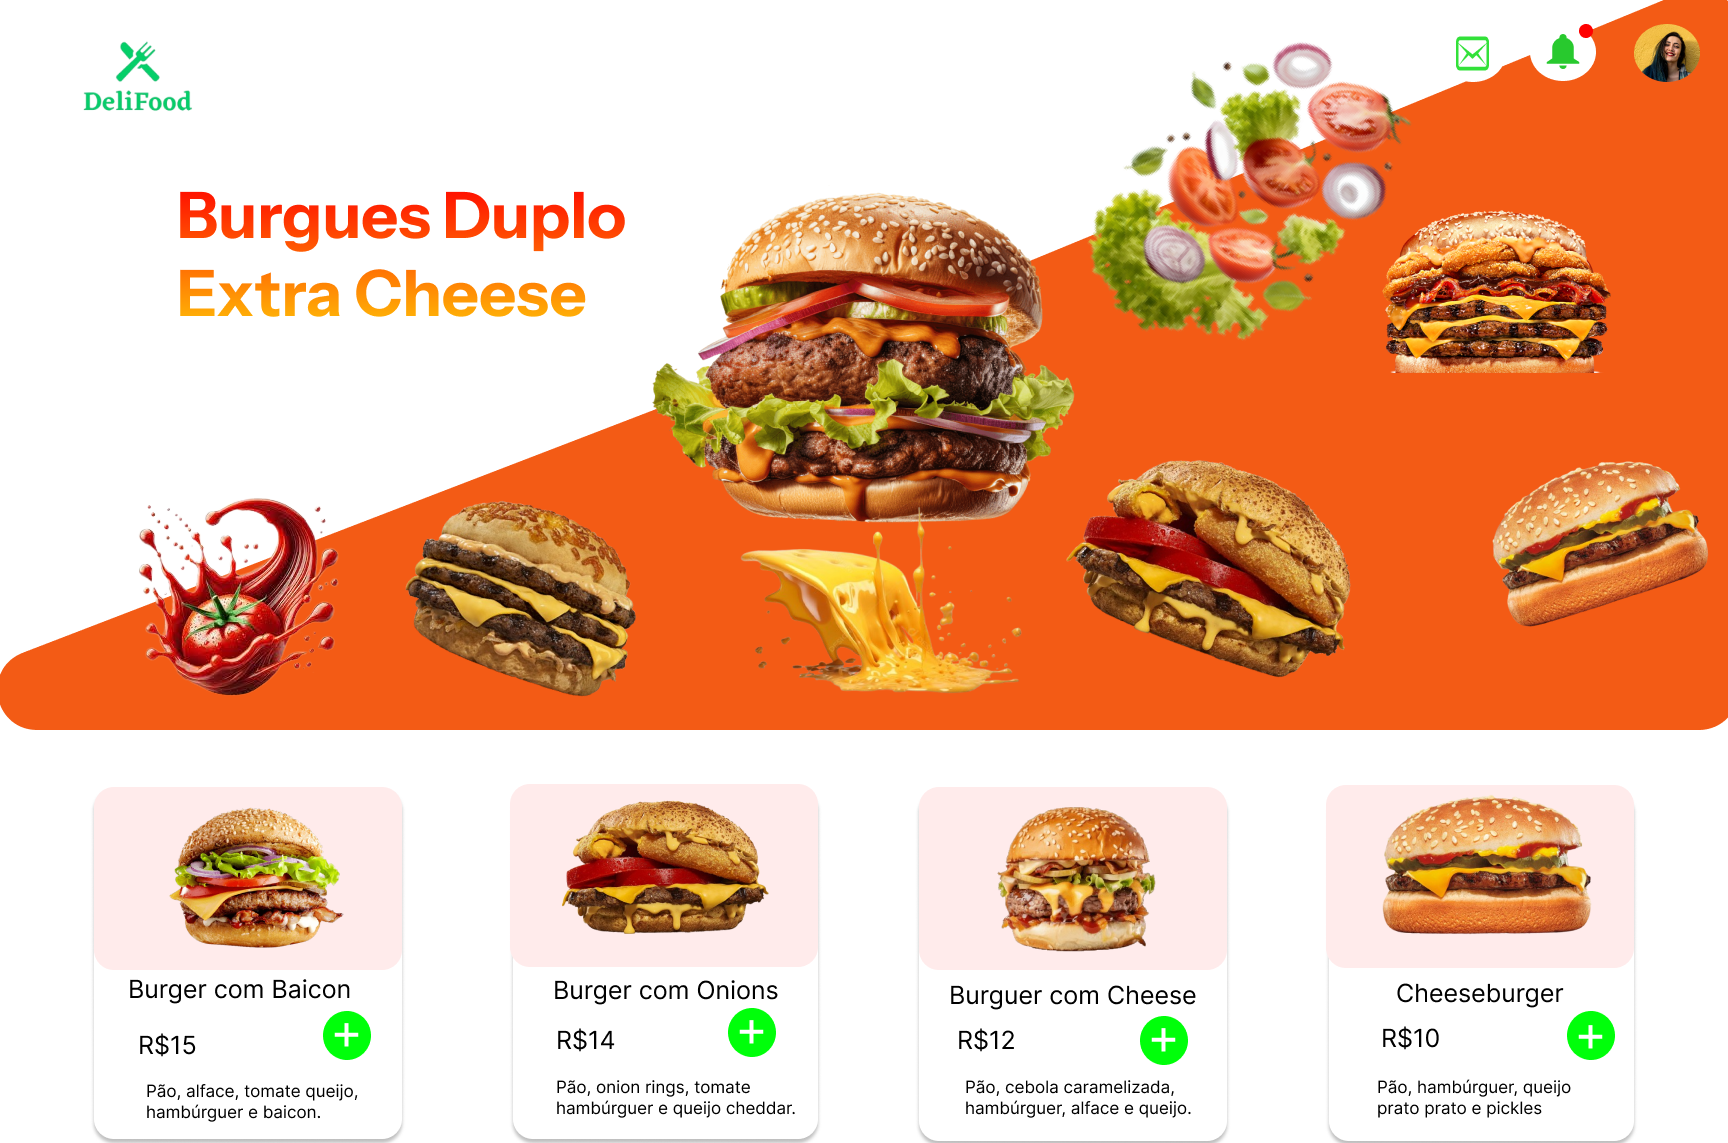 DeliFood
Burgues Duplo
Extra Cheese
Burger com Baicon
R$15
Pão, alface, tomate queijo,
hambúrguer e baicon.
Burger com Onions
R$14
Pão, onion rings, tomate
hambúrguer e queijo cheddar.
Burguer com Cheese
R$12
Pão, cebola caramelizada,
hambúrguer, alface e queijo.
Cheeseburger
R$10
Pão, hambúrguer, queijo
prato prato e pickles